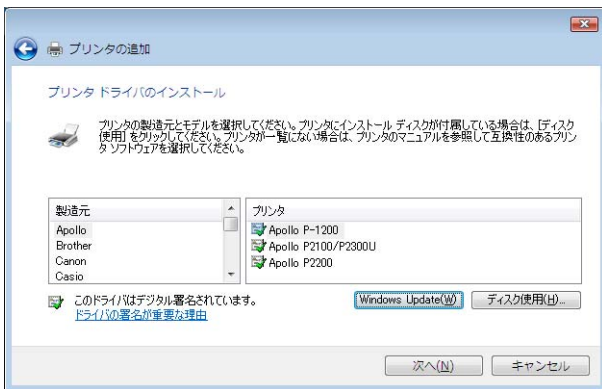 プリンタの追加
プリンタ ドライバのインストール
プリンタの製造元とモデルを選択してください。プリンタにインストール ディスクが付属している場合は、[ディスク
使用] をクリックしてください。プリンタが一覧にない場合は、プリンタのマニュアルを参照して互換性のあるプリン
タ ソフトウェアを選択してください。
製造元
Apollo
Brother
Canon
Casio
プリンタ
Apollo P-1200
Apollo P2100/P2300U
Apollo P2200
このドライバはデジタル署名されています。
ドライバの署名が重要な理由
Windows Update(W)
ディスク使用(H)...
次へ(N)
キャンセル